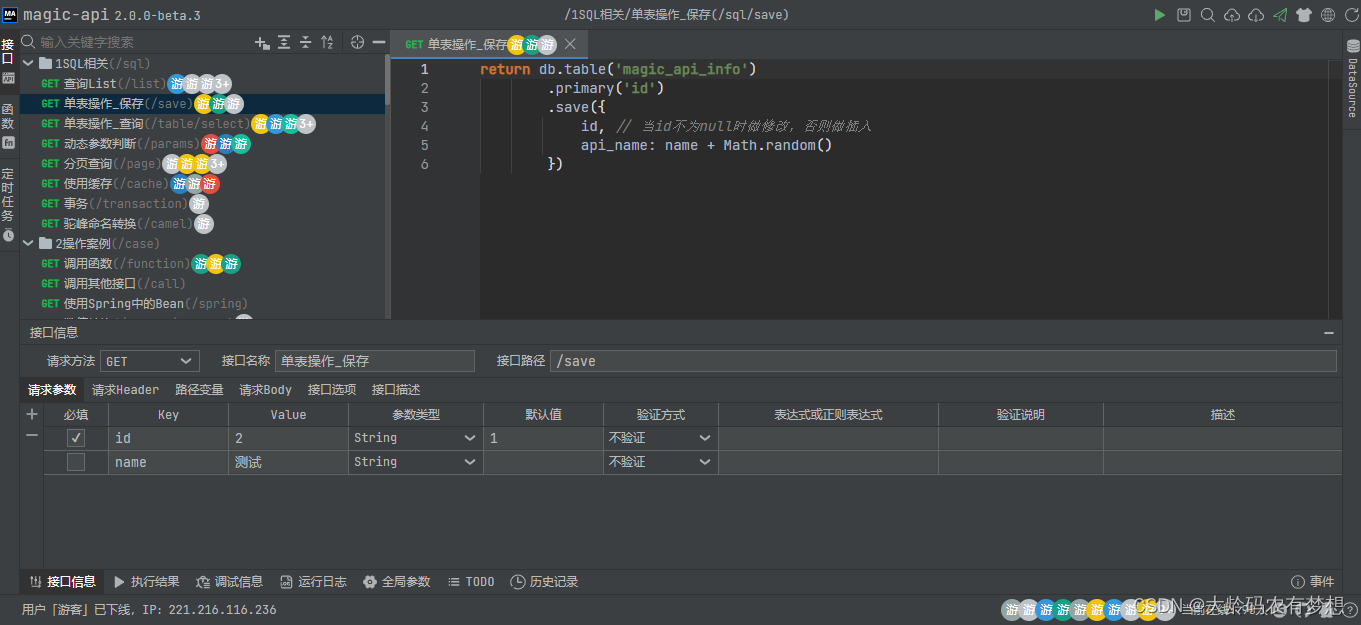 magic-api 2.0.0-beta.3
/1SQL相关/单表操作_保存(/sql/save)
接口
函数
定时任务
输入关键字搜索
1SQL相关(/sql)
GET 查询List(/list) 游游游3+
GET 单表操作_保存(/save) 游游游
GET 单表操作_查询(/table/select) 游游游3+
GET 动态参数判断(/params) 游游游
GET 分页查询(/page) 游游游3+
GET 使用缓存(/cache) 游游游
GET 事务(/transaction) 游
GET 驼峰命名转换(/camel) 游
2操作案例(/case)
GET 调用函数(/function) 游游游
GET 调用其他接口(/call)
GET 使用Spring中的Bean(/spring)
GET 单表操作_保存 游游游
1 return db.table('magic_api_info')
2 .primary('id')
3 .save({
4 id, // 当id不为null时做修改，否则做插入
5 api_name: name + Math.random()
6 })
DataSource
接口信息
请求方法 GET 接口名称 单表操作_保存 接口路径 /save
请求参数 请求Header 路径变量 请求Body 接口选项 接口描述
必填 Key Value 参数类型 默认值 验证方式 表达式或正则表达式 验证说明 描述
id 2 String 1 不验证
name 测试 String 不验证
接口信息 执行结果 调试信息 运行日志 全局参数 TODO 历史记录 事件
用户「游客」已下线，IP: 221.216.116.236
游游游游游游游游游
CSDN @大龄码农有梦想